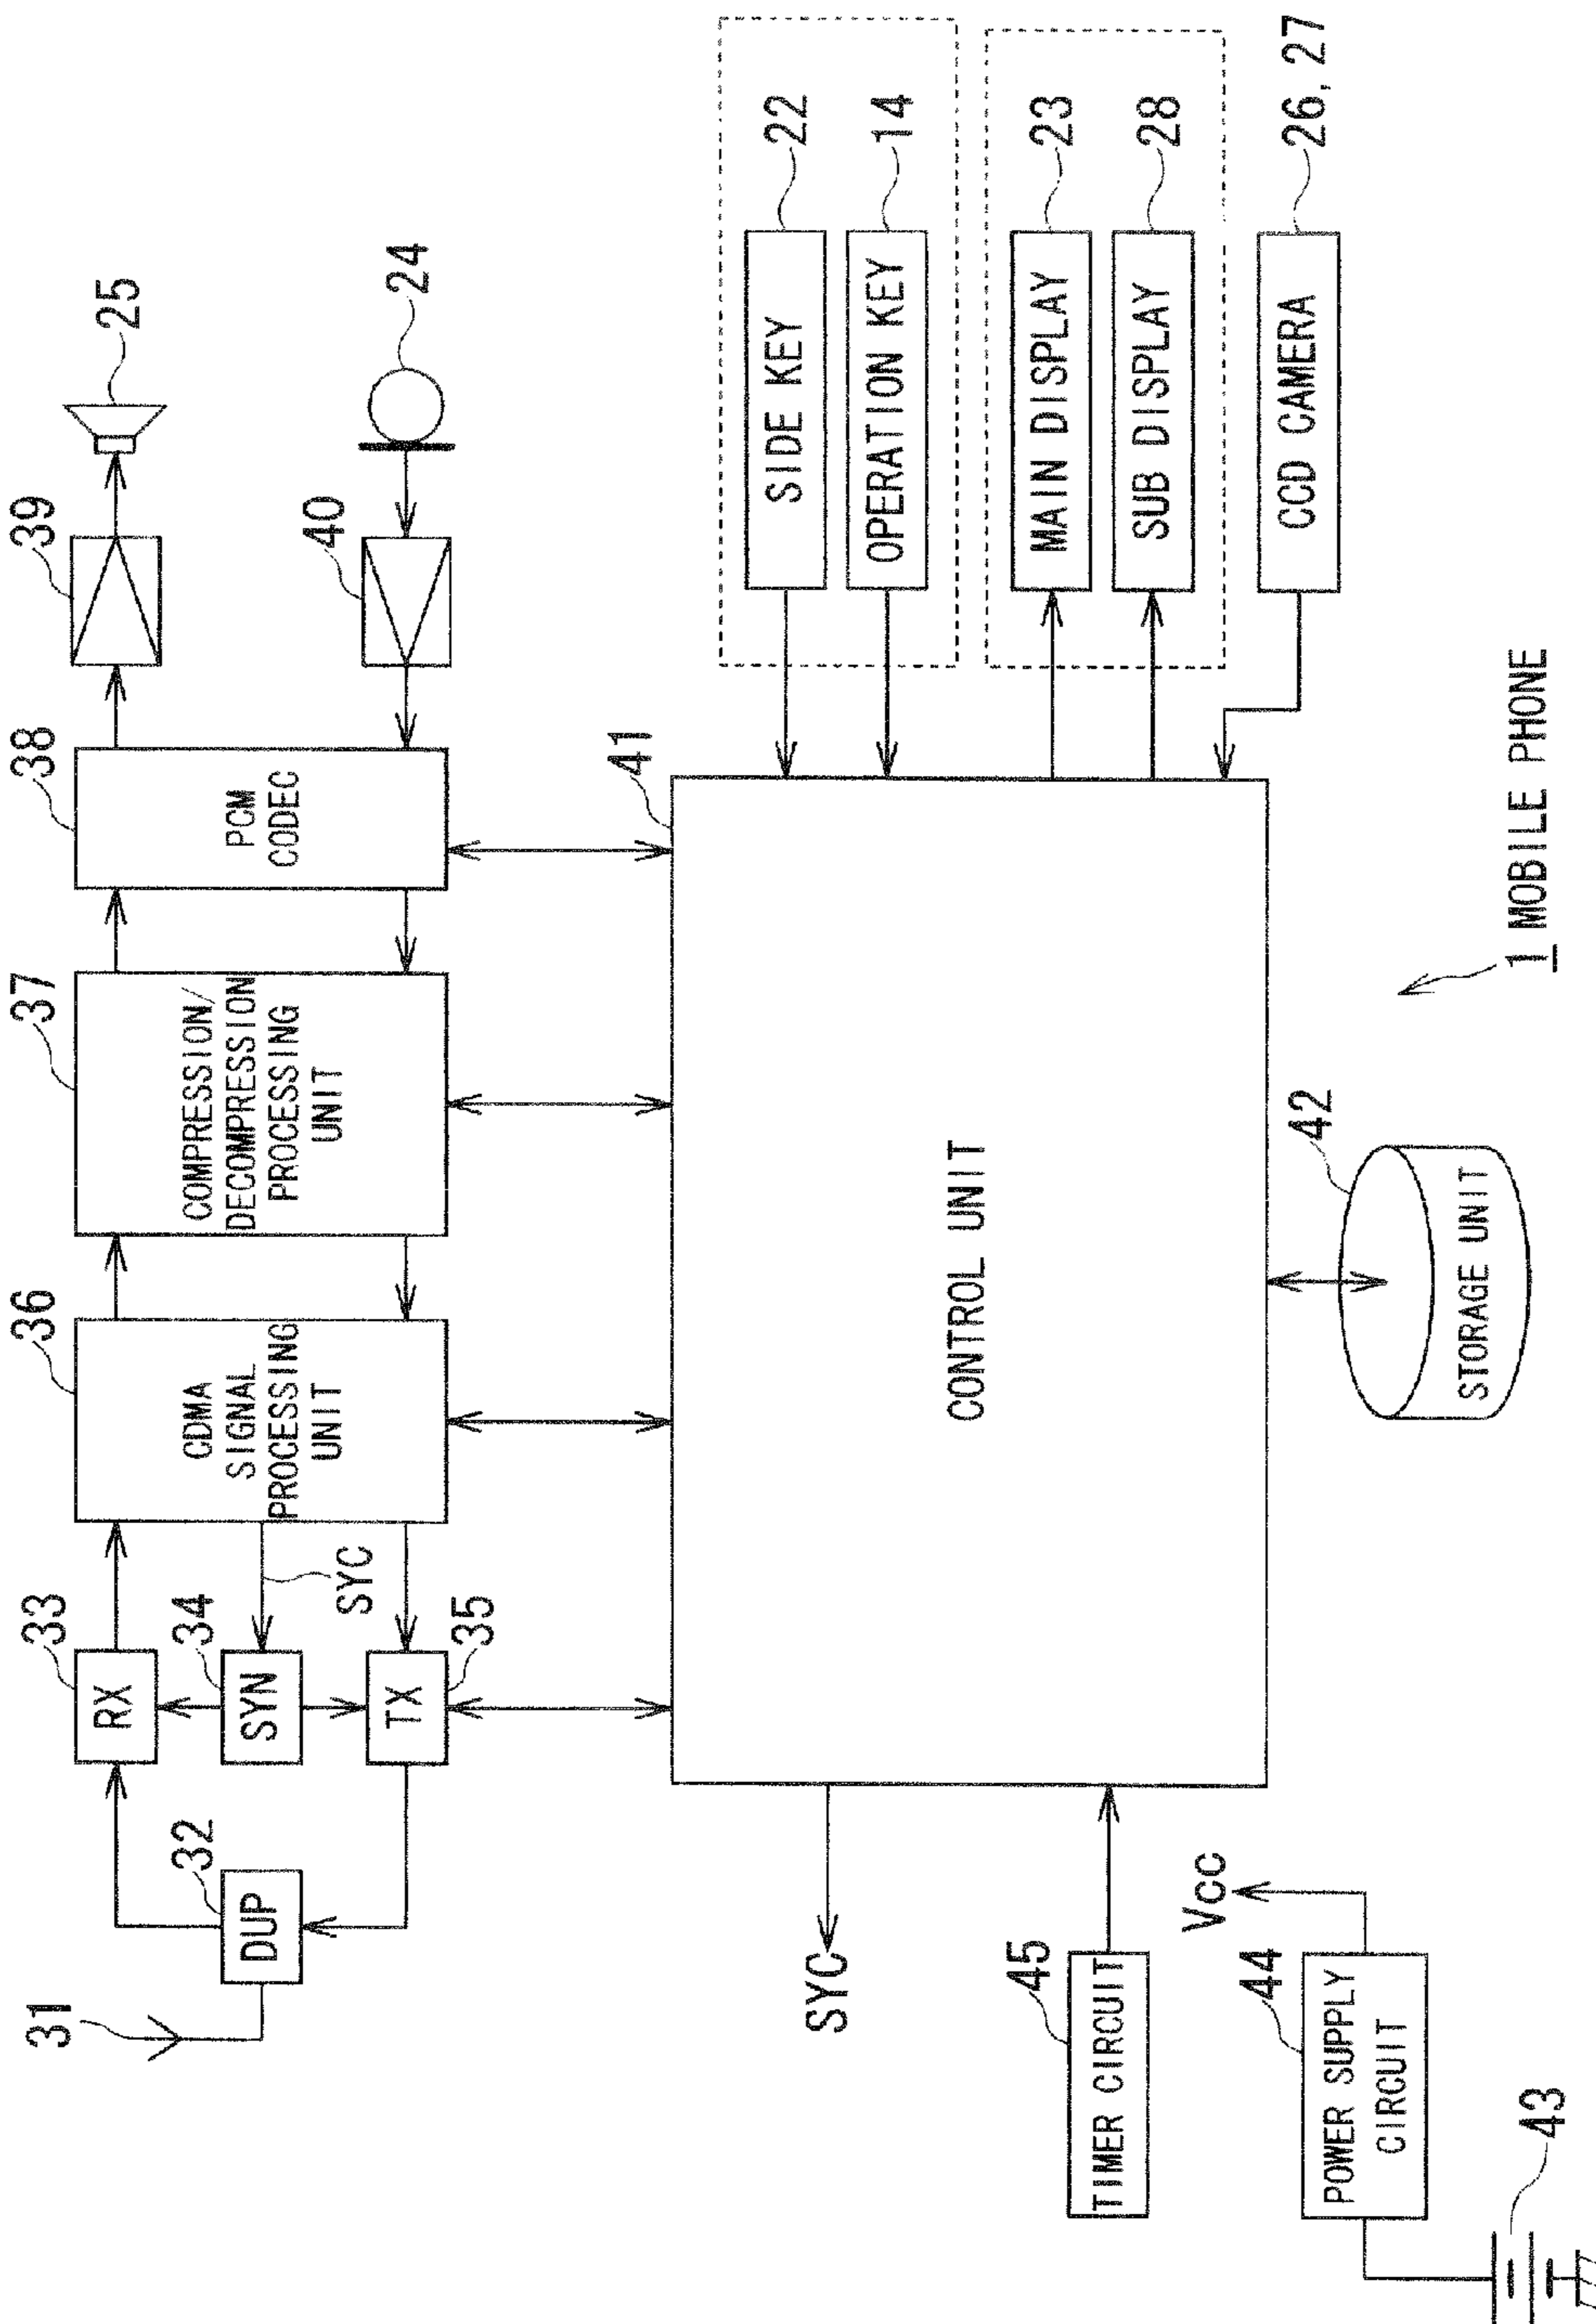 31
32
DUP
33
RX
34
SYN
35
TX
SYC
36
CDMA
SIGNAL
PROCESSING
UNIT
37
COMPRESSION/
DECOMPRESSION
PROCESSING
UNIT
38
PCM
CODEC
39
25
40
24
41
CONTROL UNIT
SIDE KEY
22
OPERATION KEY
14
MAIN DISPLAY
23
SUB DISPLAY
28
CCD CAMERA
26, 27
SYC
45
TIMER CIRCUIT
Vcc
44
POWER SUPPLY
CIRCUIT
43
42
STORAGE UNIT
1 MOBILE PHONE